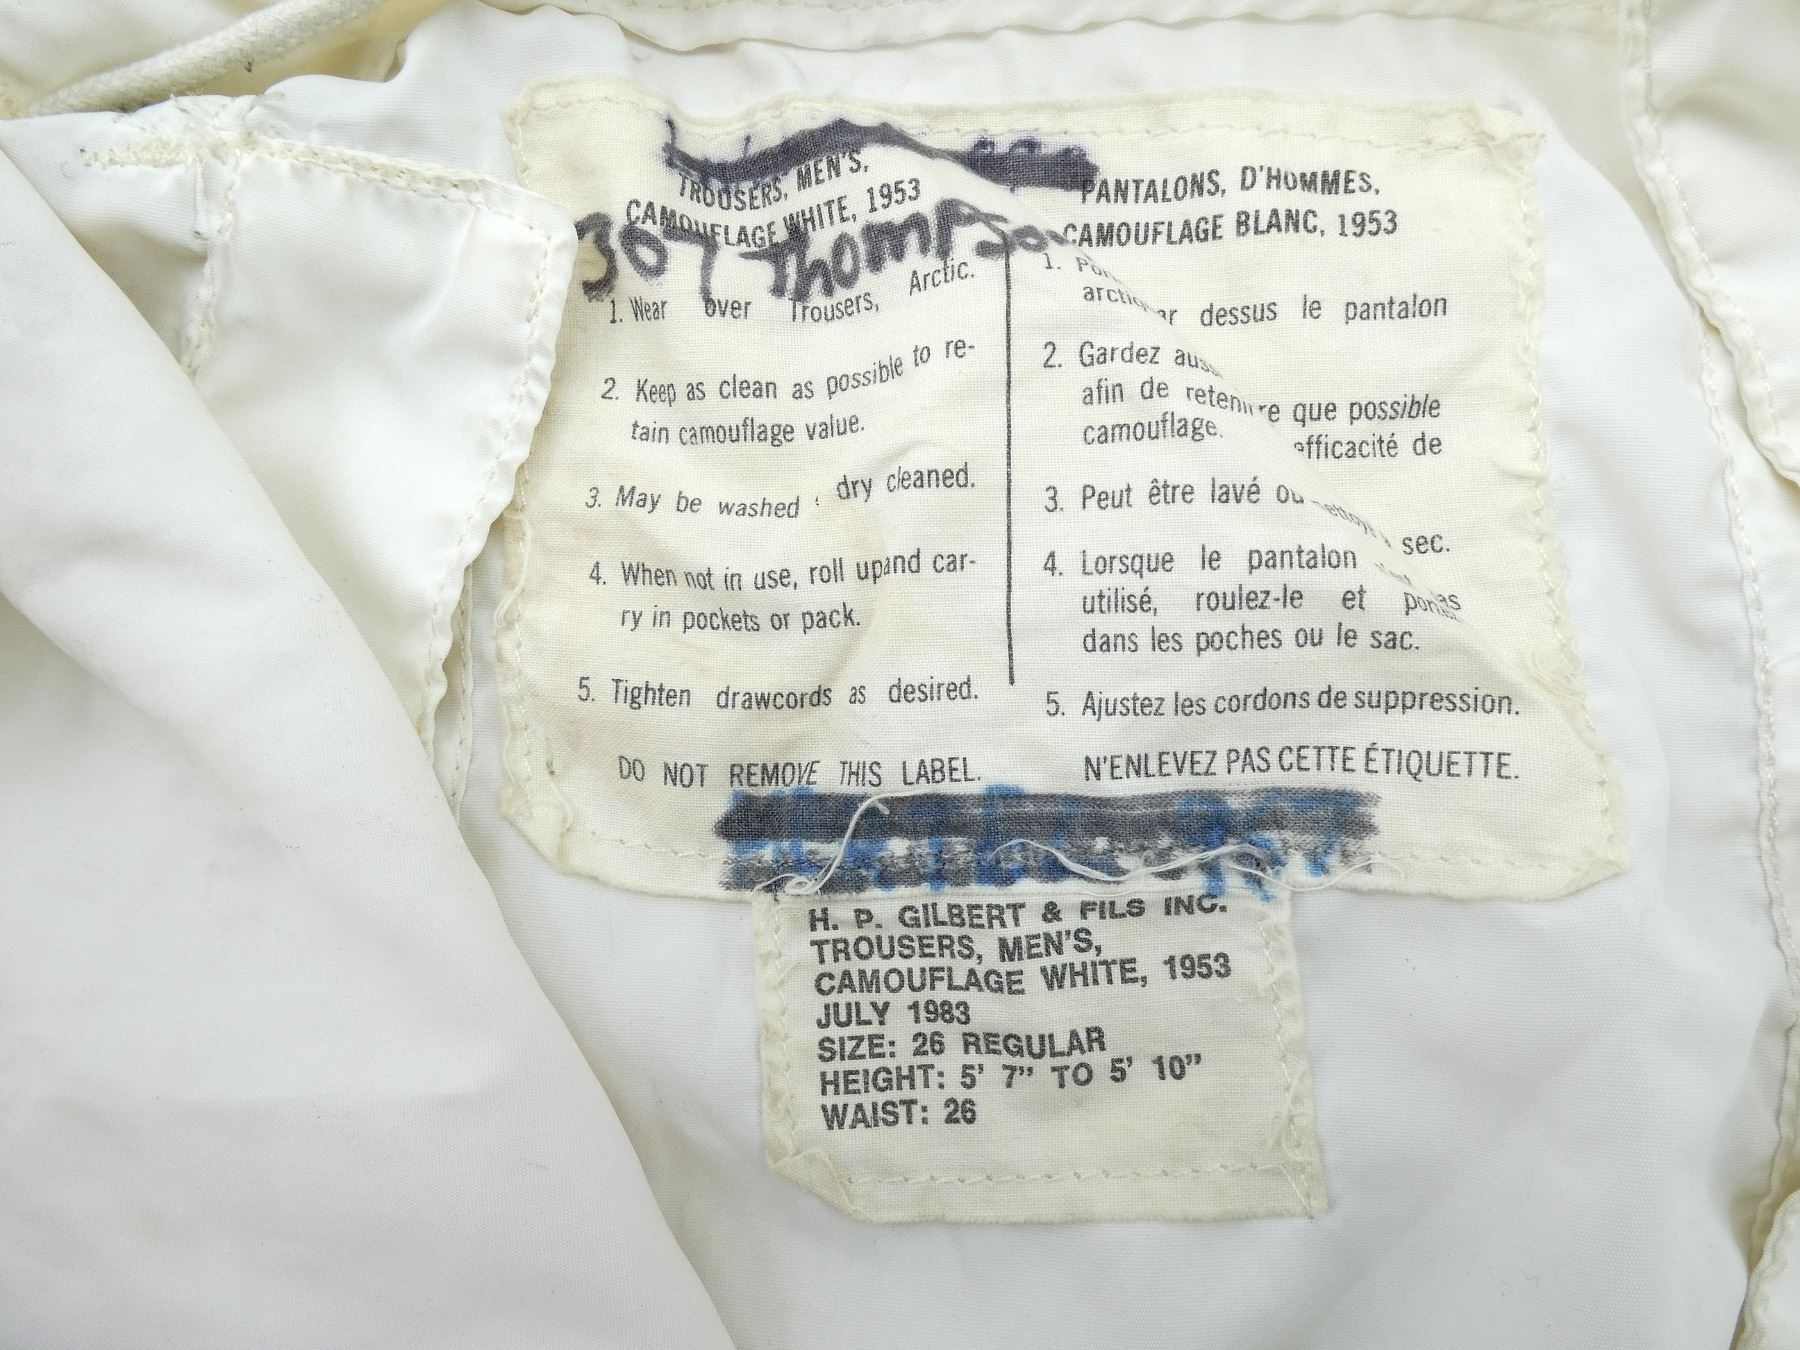 TROUSERS, MEN'S,
CAMOUFLAGE WHITE, 1953
307 Thompson
1. Wear over Trousers, Arctic.
2. Keep as clean as possible to re-
tain camouflage value.
3. May be washed dry cleaned.
4. When not in use, roll up and car-
ry in pockets or pack.
5. Tighten drawcords as desired.
DO NOT REMOVE THIS LABEL.
PANTALONS, D'HOMMES,
CAMOUFLAGE BLANC, 1953
1.
dessus le pantalon
2. Gardez
que possible
afin de
efficacité de
camouflage.
3. Peut être lavé ou
sec.
4. Lorsque le pantalon
utilisé, roulez-le et
dans les poches ou le sac.
5. Ajustez les cordons de suppression.
N'ENLEVEZ PAS CETTE ÉTIQUETTE.
H. P. GILBERT & FILS INC.
TROUSERS, MEN'S,
CAMOUFLAGE WHITE, 1953
JULY 1983
SIZE: 26 REGULAR
HEIGHT: 5' 7" TO 5' 10"
WAIST: 26